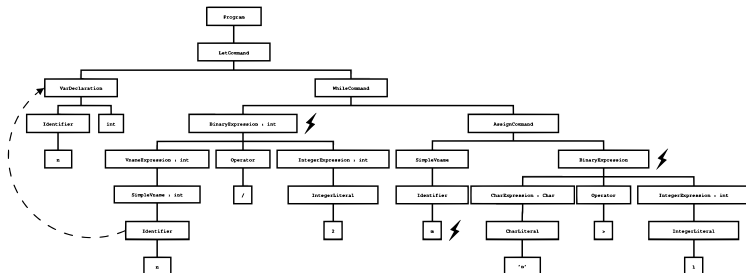 Program
LetCommand
VarDeclaration
WhileCommand
Identifier
int
BinaryExpression : int
AssignCommand
n
VnameExpression : int
Operator
IntegerExpression : int
SimpleVname
BinaryExpression
SimpleVname : int
/
IntegerLiteral
Identifier
CharExpression : Char
Operator
IntegerExpression : int
Identifier
2
m
CharLiteral
>
IntegerLiteral
n
1